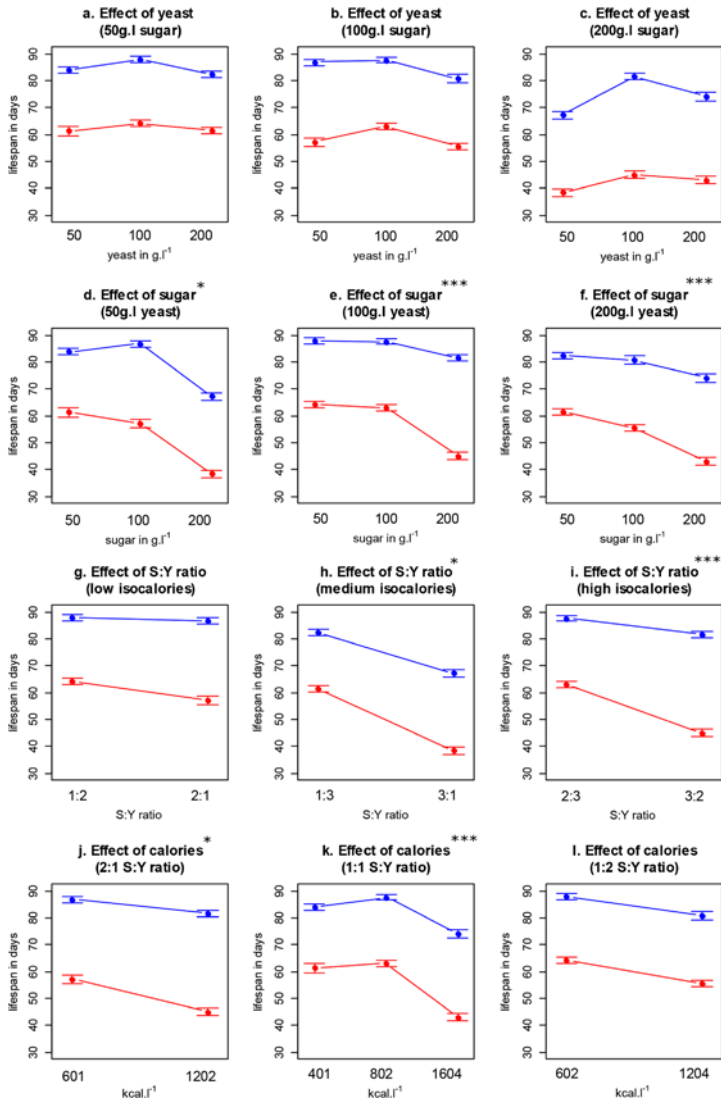 a. Effect of yeast
(50g.l sugar)
b. Effect of yeast
(100g.l sugar)
c. Effect of yeast
(200g.l sugar)
lifespan in days
30 40 50 60 70 80 90
50 100 200
yeast in g.l-1
lifespan in days
30 40 50 60 70 80 90
50 100 200
yeast in g.l-1
lifespan in days
30 40 50 60 70 80 90
50 100 200
yeast in g.l-1
d. Effect of sugar*
(50g.l yeast)
e. Effect of sugar***
(100g.l yeast)
f. Effect of sugar***
(200g.l yeast)
lifespan in days
30 40 50 60 70 80 90
50 100 200
sugar in g.l-1
lifespan in days
30 40 50 60 70 80 90
50 100 200
sugar in g.l-1
lifespan in days
30 40 50 60 70 80 90
50 100 200
sugar in g.l-1
g. Effect of S:Y ratio
(low isocalories)
h. Effect of S:Y ratio*
(medium isocalories)
i. Effect of S:Y ratio***
(high isocalories)
lifespan in days
30 40 50 60 70 80 90
1:2 2:1
S:Y ratio
lifespan in days
30 40 50 60 70 80 90
1:3 3:1
S:Y ratio
lifespan in days
30 40 50 60 70 80 90
2:3 3:2
S:Y ratio
j. Effect of calories*
(2:1 S:Y ratio)
k. Effect of calories***
(1:1 S:Y ratio)
l. Effect of calories
(1:2 S:Y ratio)
lifespan in days
30 40 50 60 70 80 90
601 1202
kcal.l-1
lifespan in days
30 40 50 60 70 80 90
401 802 1604
kcal.l-1
lifespan in days
30 40 50 60 70 80 90
602 1204
kcal.l-1